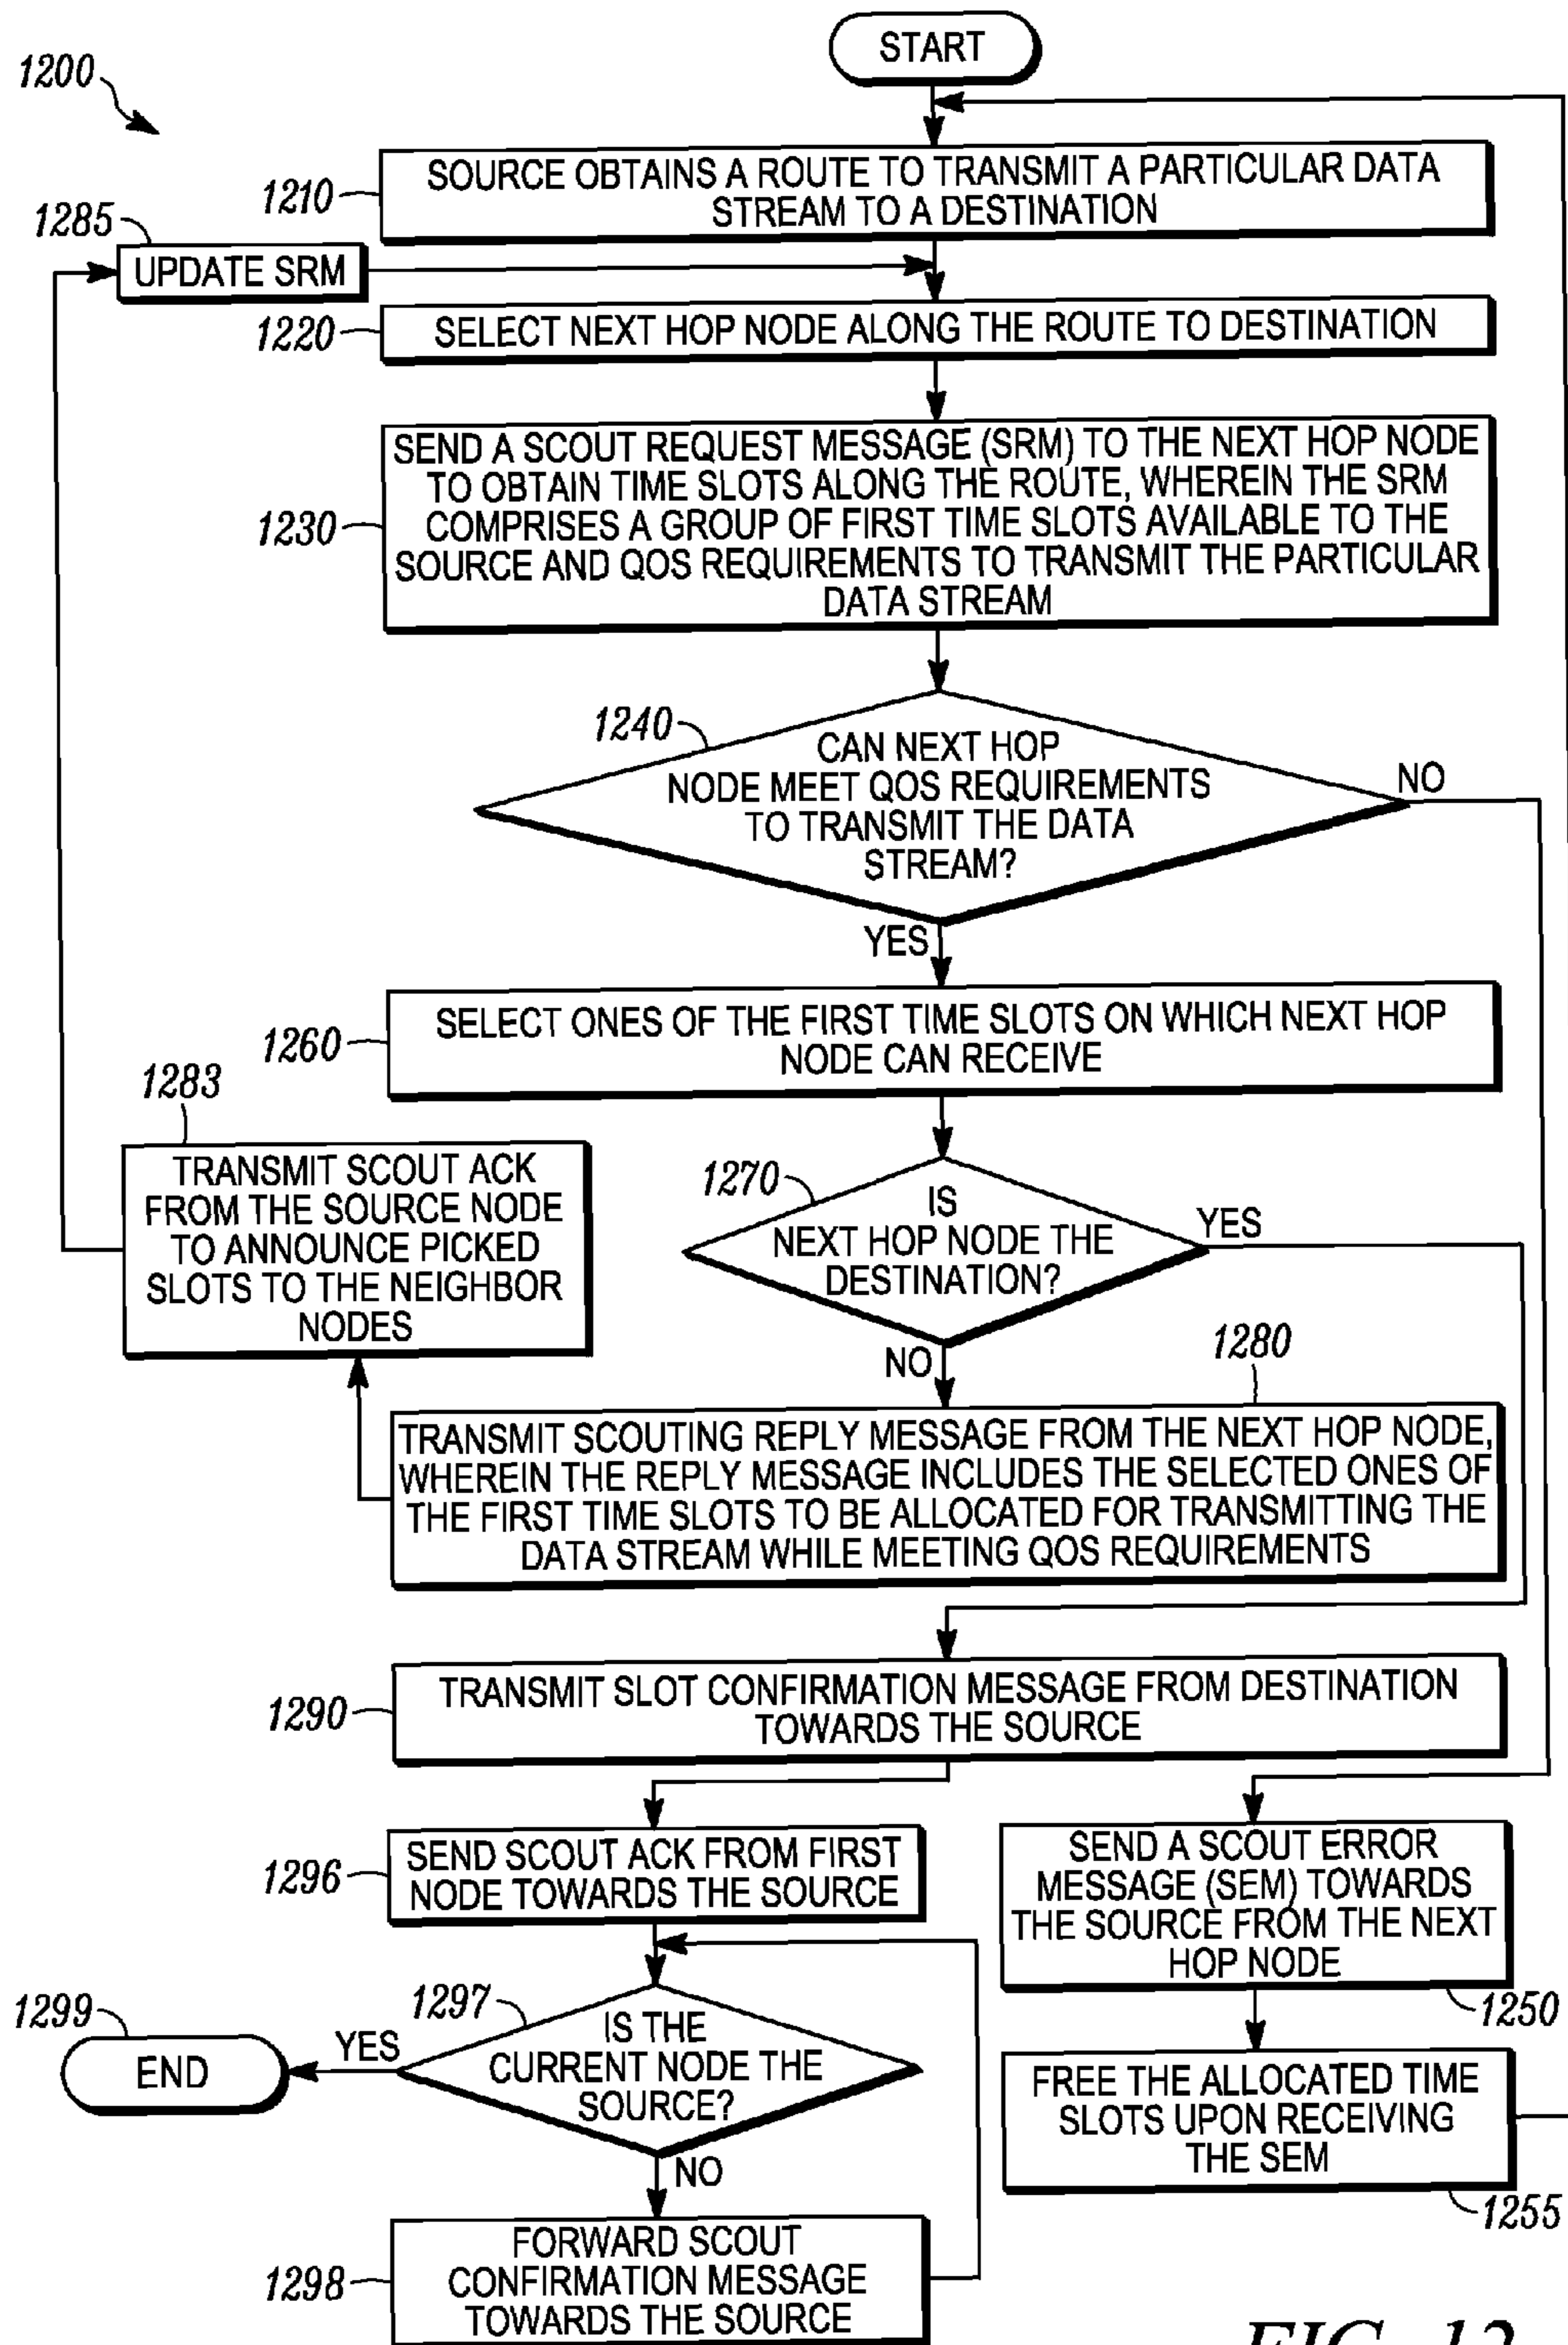 START
1200
1210
SOURCE OBTAINS A ROUTE TO TRANSMIT A PARTICULAR DATA
STREAM TO A DESTINATION
1285
UPDATE SRM
1220
SELECT NEXT HOP NODE ALONG THE ROUTE TO DESTINATION
1230
SEND A SCOUT REQUEST MESSAGE (SRM) TO THE NEXT HOP NODE
TO OBTAIN TIME SLOTS ALONG THE ROUTE, WHEREIN THE SRM
COMPRISES A GROUP OF FIRST TIME SLOTS AVAILABLE TO THE
SOURCE AND QOS REQUIREMENTS TO TRANSMIT THE PARTICULAR
DATA STREAM
1240
CAN NEXT HOP
NODE MEET QOS REQUIREMENTS
TO TRANSMIT THE DATA
STREAM?
NO
YES
1260
SELECT ONES OF THE FIRST TIME SLOTS ON WHICH NEXT HOP
NODE CAN RECEIVE
1283
TRANSMIT SCOUT ACK
FROM THE SOURCE NODE
TO ANNOUNCE PICKED
SLOTS TO THE NEIGHBOR
NODES
1270
IS
NEXT HOP NODE THE
DESTINATION?
YES
NO
1280
TRANSMIT SCOUTING REPLY MESSAGE FROM THE NEXT HOP NODE,
WHEREIN THE REPLY MESSAGE INCLUDES THE SELECTED ONES OF
THE FIRST TIME SLOTS TO BE ALLOCATED FOR TRANSMITTING THE
DATA STREAM WHILE MEETING QOS REQUIREMENTS
1290
TRANSMIT SLOT CONFIRMATION MESSAGE FROM DESTINATION
TOWARDS THE SOURCE
1296
SEND SCOUT ACK FROM FIRST
NODE TOWARDS THE SOURCE
SEND A SCOUT ERROR
MESSAGE (SEM) TOWARDS
THE SOURCE FROM THE NEXT
HOP NODE
1250
1299
END
YES
1297
IS THE
CURRENT NODE THE
SOURCE?
NO
FREE THE ALLOCATED TIME
SLOTS UPON RECEIVING
THE SEM
1255
1298
FORWARD SCOUT
CONFIRMATION MESSAGE
TOWARDS THE SOURCE
FIG. 12